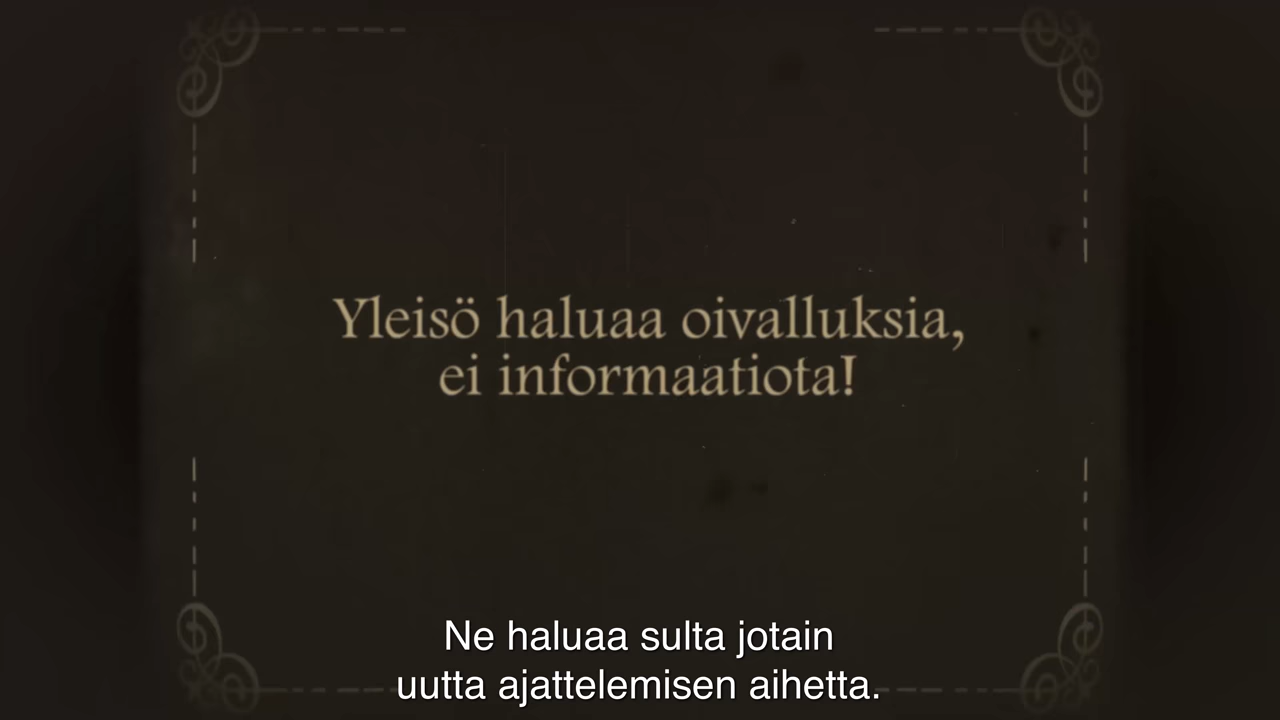 Yleisö haluaa oivalluksia,
ei informaatiota!
Ne haluaa sulta jotain
uutta ajattelemisen aihetta.